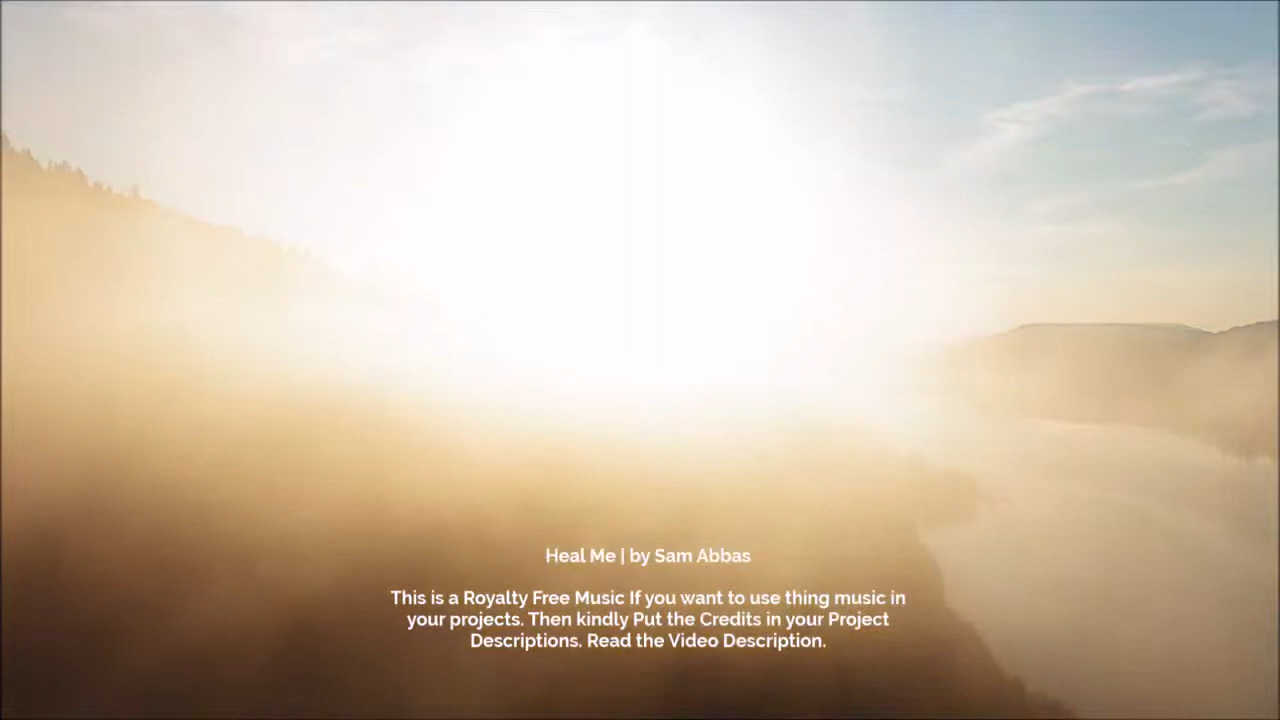 Heal Me | by Sam Abbas
This is a Royalty Free Music If you want to use thing music in
your projects. Then kindly Put the Credits in your Project
Descriptions. Read the Video Description.